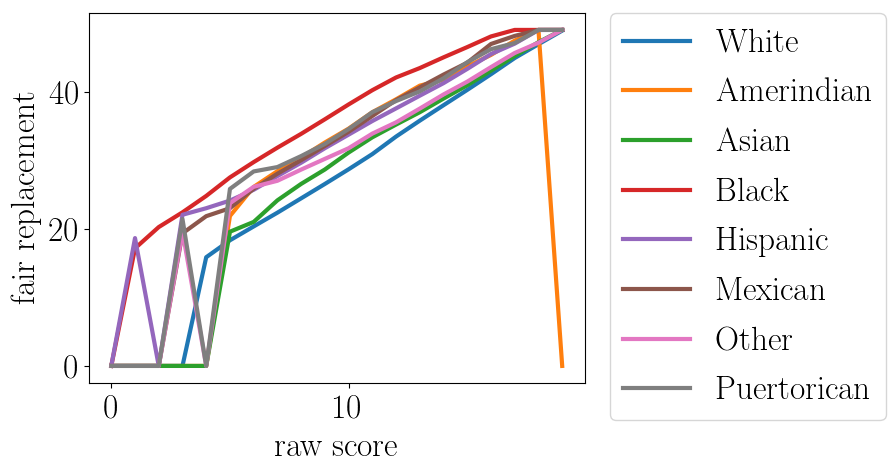 fair replacement
40
20
0
0
10
raw score
White
Amerindian
Asian
Black
Hispanic
Mexican
Other
Puertorican